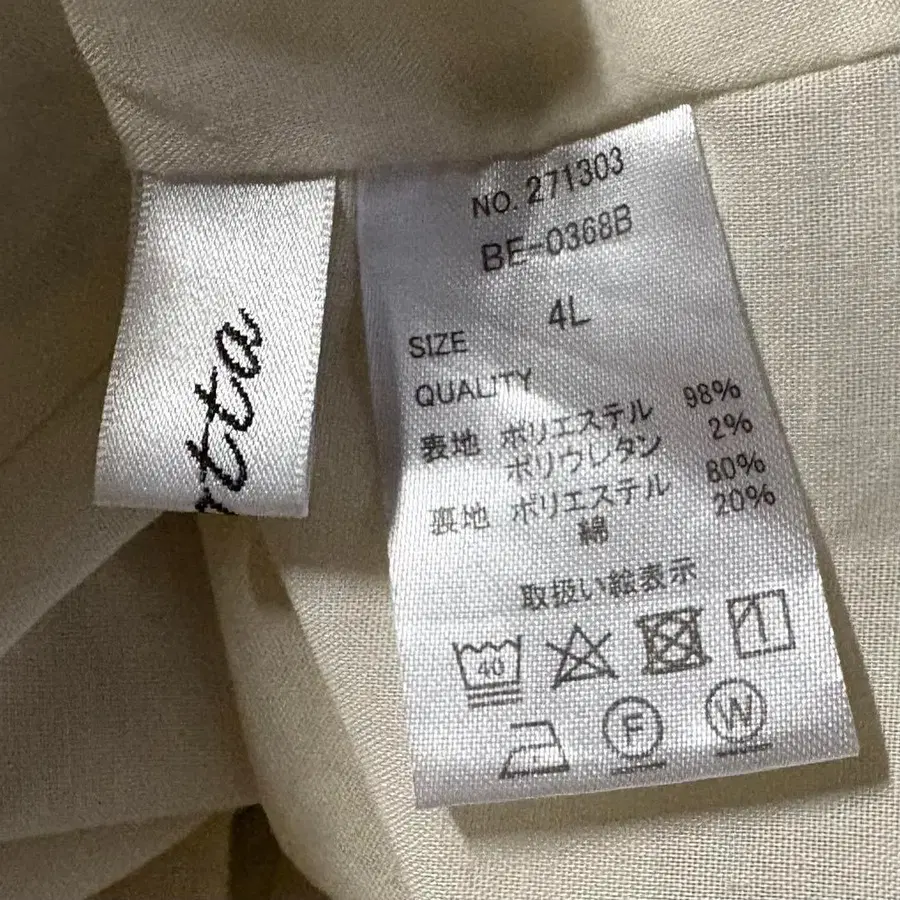 NO. 271303
BE-0368B
SIZE 4L
QUALITY
表地 ポリエステル 98%
ポリウレタン 2%
裏地 ポリエステル 80%
綿 20%
取扱い絵表示
40
F W